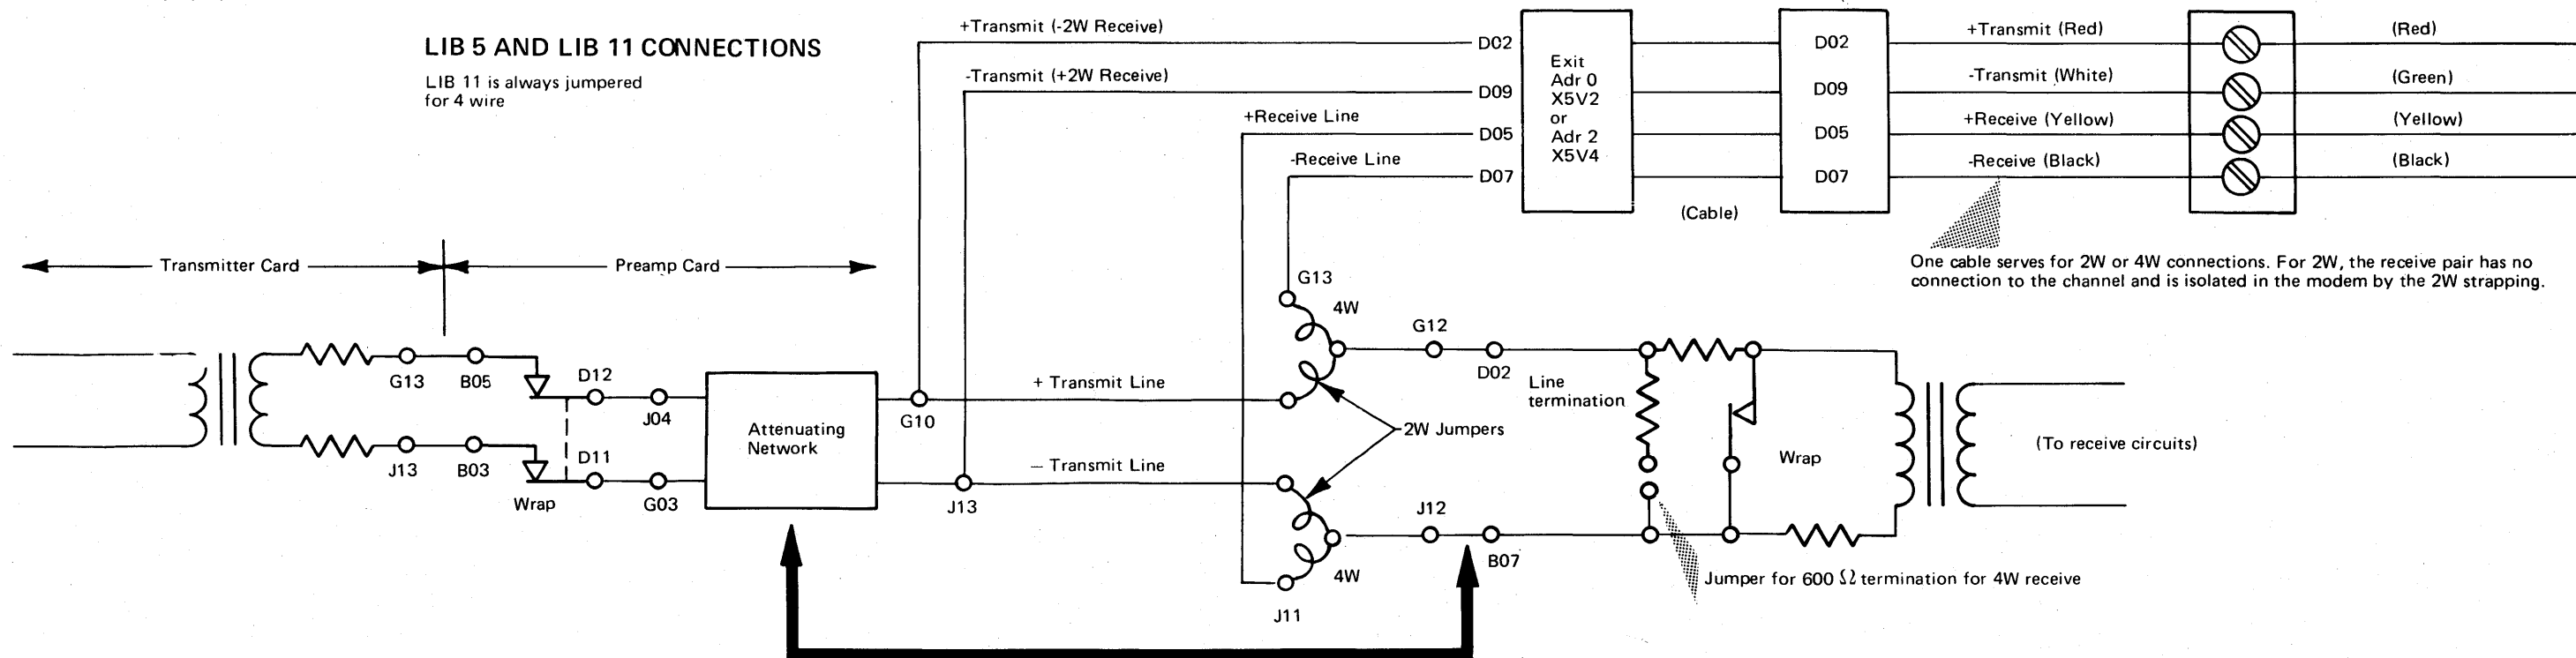 LIB 5 AND LIB 11 CONNECTIONS
LIB 11 is always jumpered
for 4 wire
+Transmit (-2W Receive)
-Transmit (+2W Receive)
+Receive Line
-Receive Line
D02
D09
D05
D07
Exit
Adr 0
X5V2
or
Adr 2
X5V4
(Cable)
D02
D09
D05
D07
+Transmit (Red)
-Transmit (White)
+Receive (Yellow)
-Receive (Black)
(Red)
(Green)
(Yellow)
(Black)
One cable serves for 2W or 4W connections. For 2W, the receive pair has no
connection to the channel and is isolated in the modem by the 2W strapping.
Transmitter Card
Preamp Card
G13
B05
D12
J04
J13
B03
D11
G03
Wrap
Attenuating
Network
G10
J13
+ Transmit Line
— Transmit Line
G13
4W
2W Jumpers
4W
J11
G12
D02
J12
B07
Line
termination
Wrap
(To receive circuits)
Jumper for 600 Ω termination for 4W receive